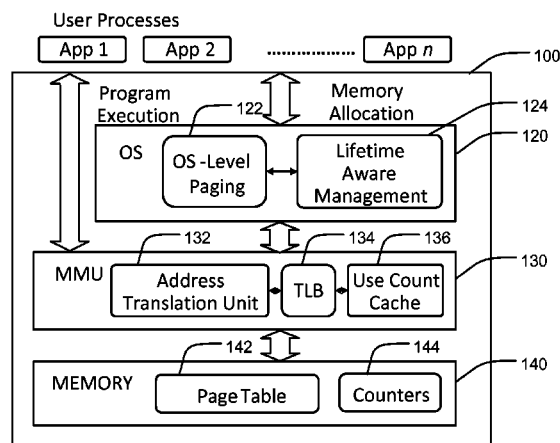 User Processes
App 1
App 2
....................
App n
100
Program
Execution
Memory
Allocation
122
124
120
OS
OS -Level
Paging
Lifetime
Aware
Management
132
134
136
130
MMU
Address
Translation Unit
TLB
Use Count
Cache
142
144
140
MEMORY
Page Table
Counters